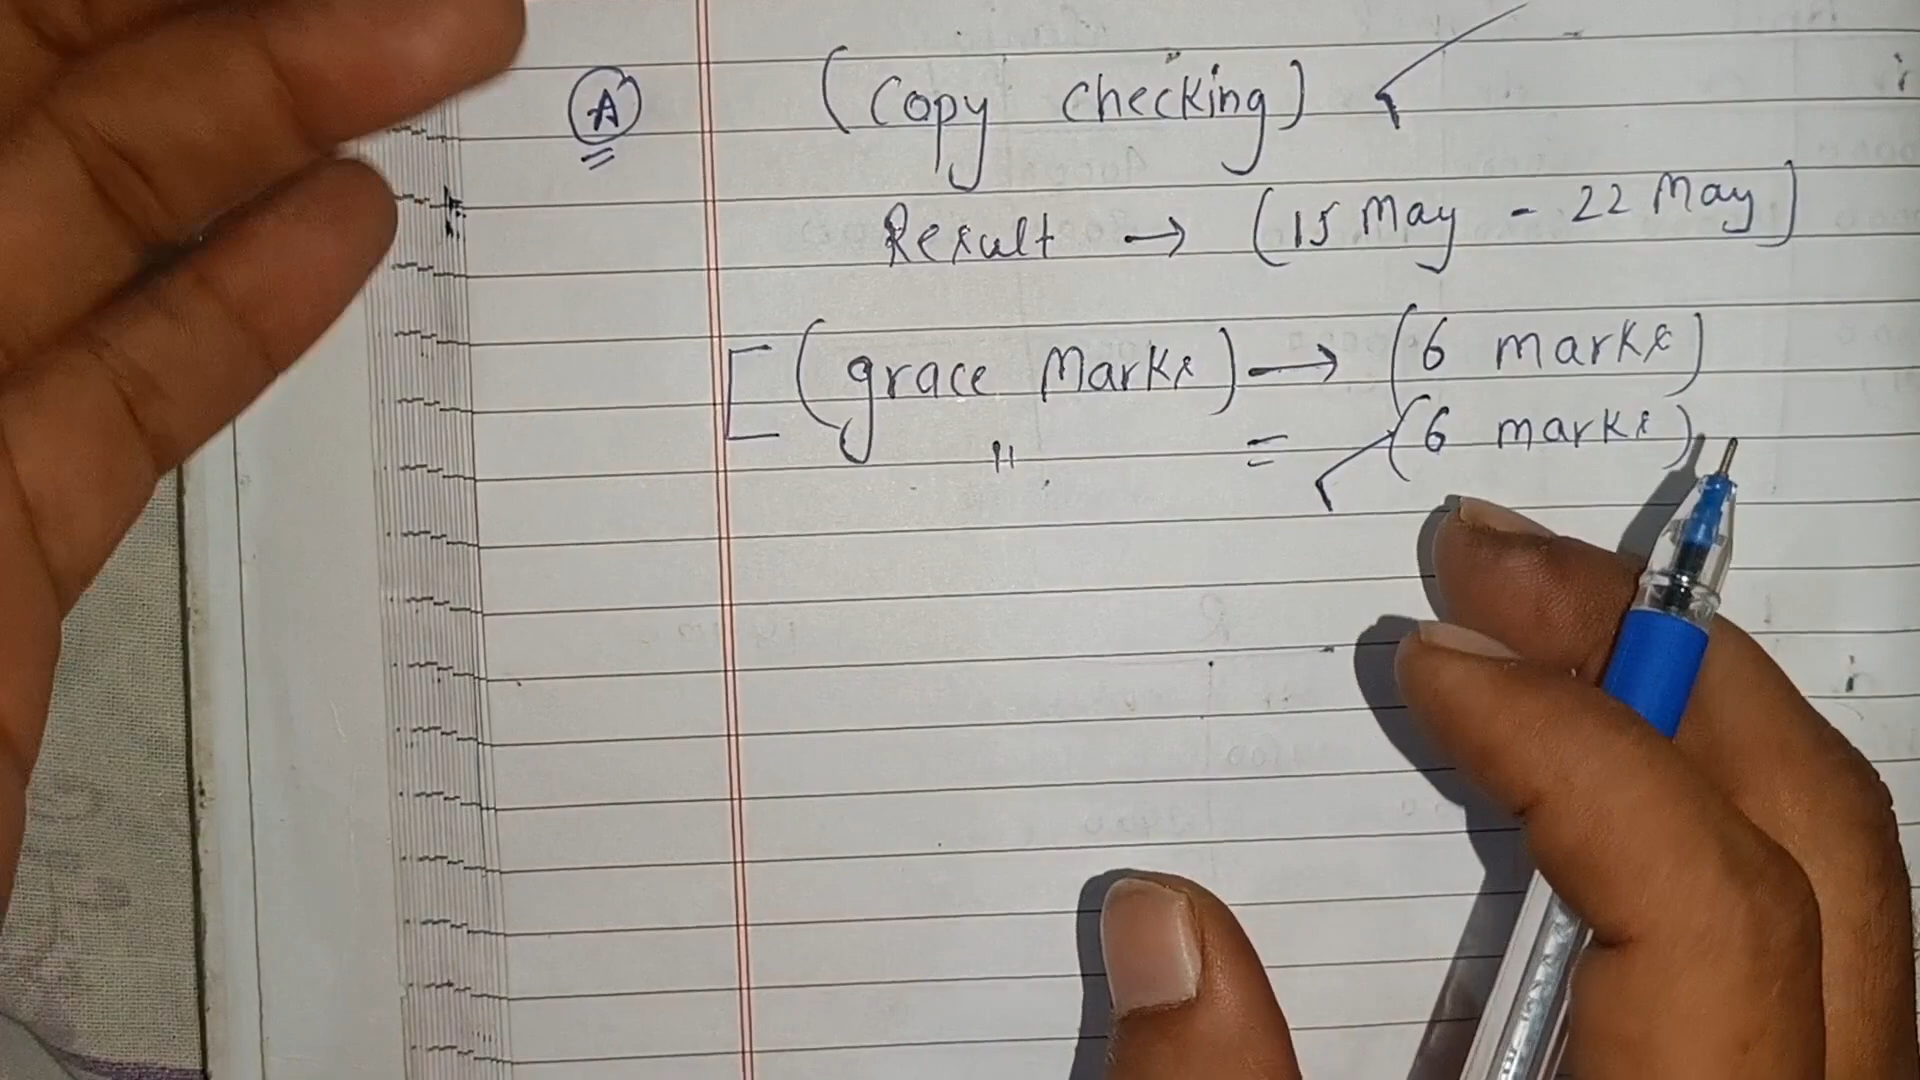 A (Copy Checking)
Result → (15 May - 22 May)
[(grace Marks) → (6 marks)
" = (6 marks)